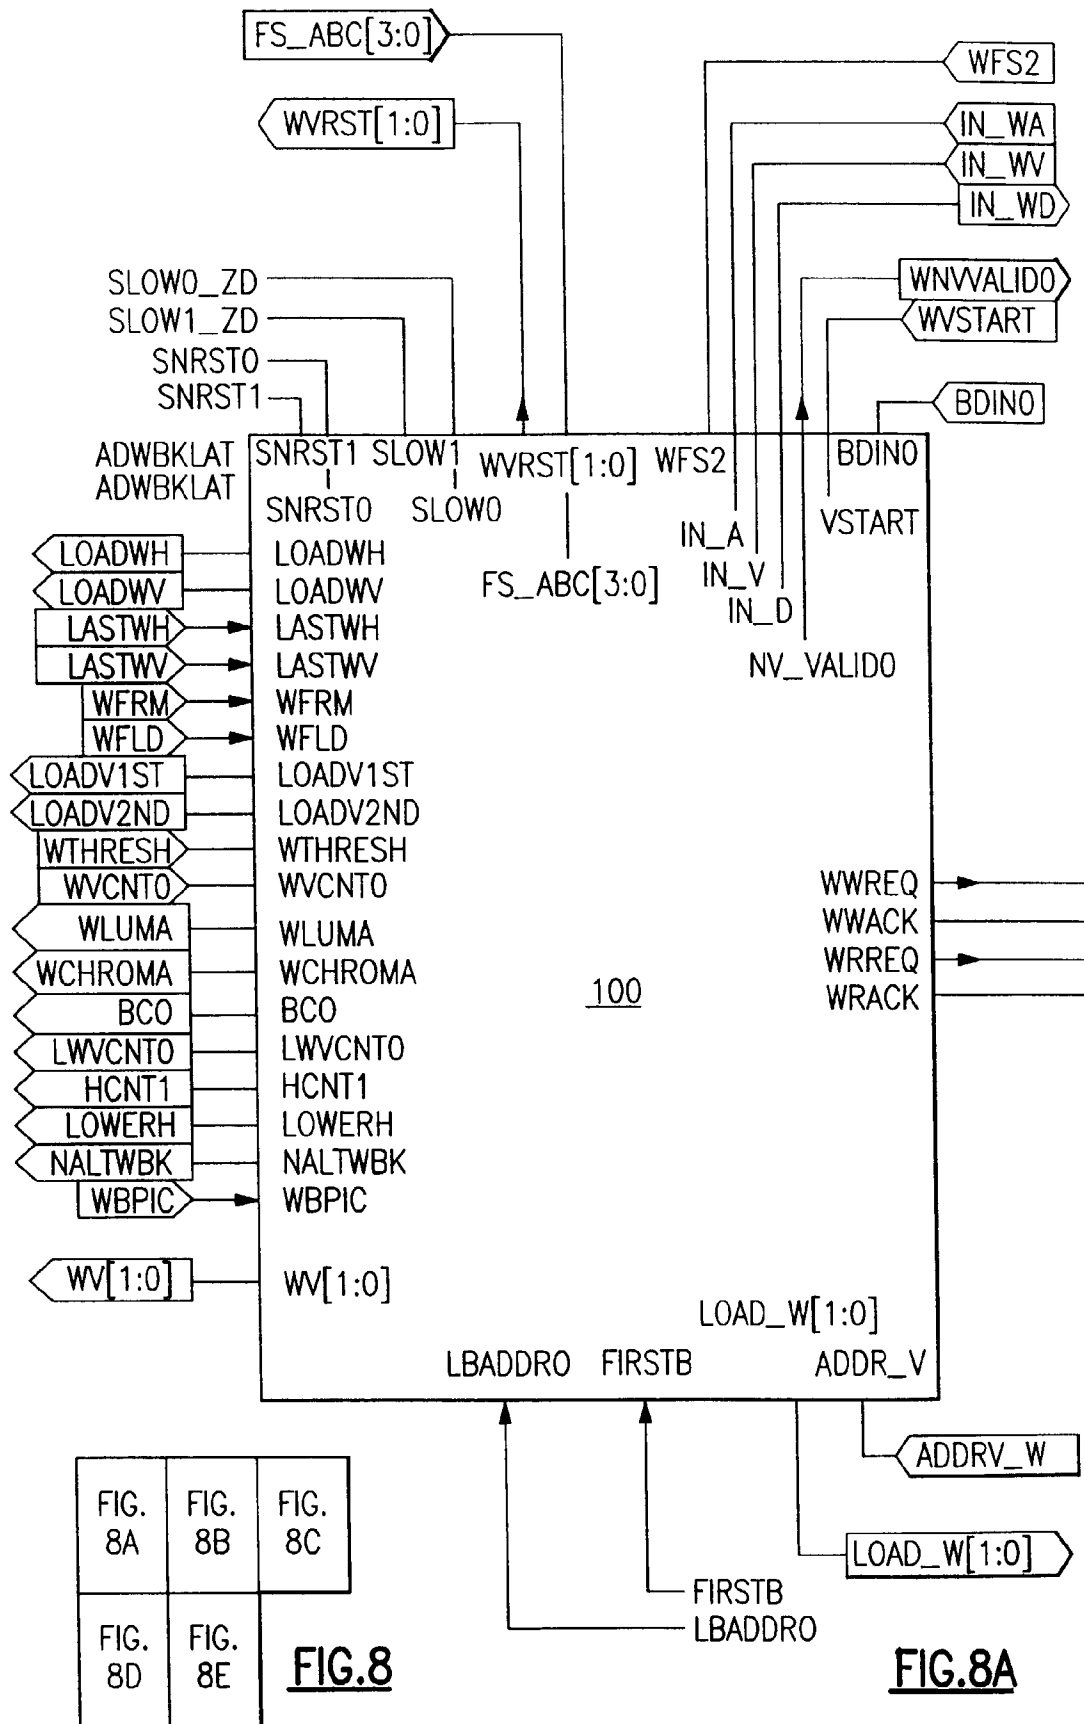 FS_ABC[3:0]
WFS2
WVRST[1:0]
IN_WA
IN_WV
IN_WD
SLOW0_ZD
WNVVALID0
SLOW1_ZD
WVSTART
SNRST0
SNRST1
BDIN0
ADWBKLAT
SNRST1
SLOW1
WVRST[1:0]
WFS2
BDIN0
ADWBKLAT
SNRST0
SLOW0
IN_A
VSTART
LOADWH
LOADWH
FS_ABC[3:0]
IN_V
LOADWV
LOADWV
IN_D
LASTWH
LASTWH
LASTWV
LASTWV
NV_VALID0
WFRM
WFRM
WFLD
WFLD
LOADV1ST
LOADV1ST
LOADV2ND
LOADV2ND
WTHRESH
WTHRESH
WVCNT0
WVCNT0
WWREQ
WLUMA
WLUMA
WWACK
WCHROMA
WCHROMA
WRREQ
BC0
BC0
100
WRACK
LWVCNT0
LWVCNT0
HCNT1
HCNT1
LOWERH
LOWERH
NALTWBK
NALTWBK
WBPIC
WBPIC
WV[1:0]
WV[1:0]
LOAD_W[1:0]
LBADDR0
FIRSTB
ADDR_V
ADDRV_W
FIG.
8A
FIG.
8B
FIG.
8C
LOAD_W[1:0]
FIRSTB
LBADDR0
FIG.
8D
FIG.
8E
FIG.8
FIG.8A